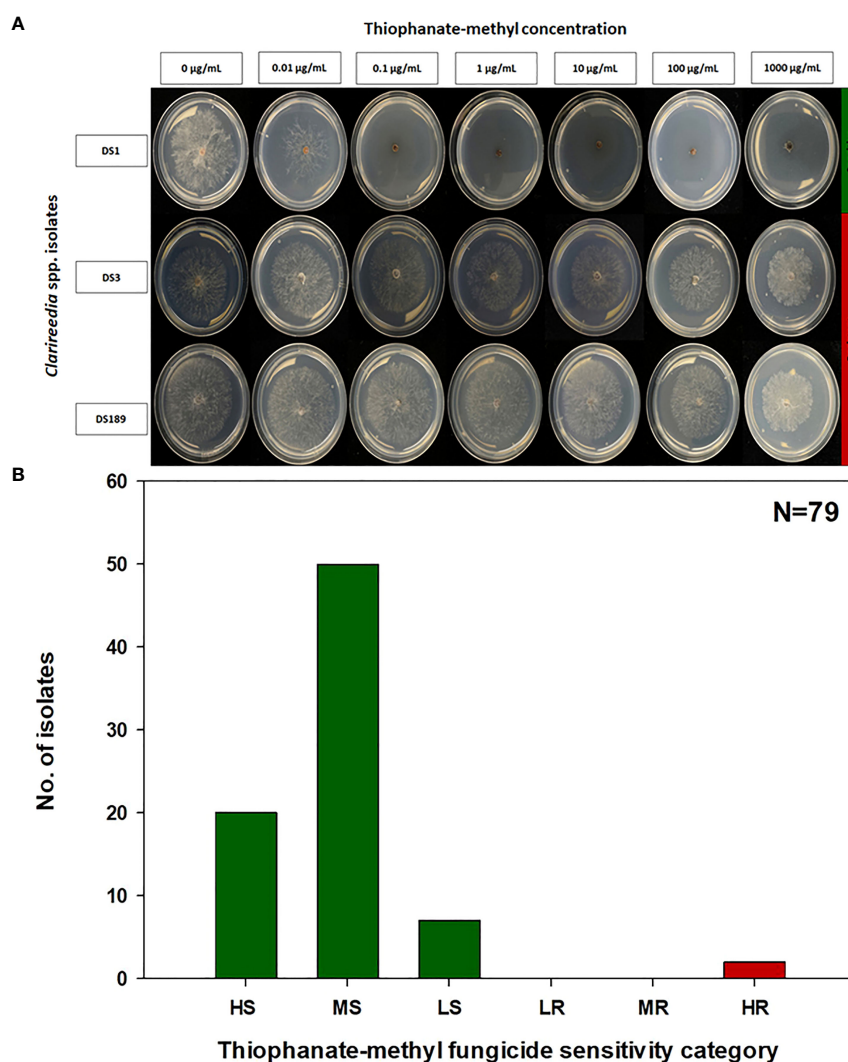 A
Thiophanate-methyl concentration
0 µg/mL 0.01 µg/mL 0.1 µg/mL 1 µg/mL 10 µg/mL 100 µg/mL 1000 µg/mL
Clarireedia spp. isolates
DS1
DS3
DS189
B
N=79
No. of isolates
60
50
40
30
20
10
0
HS MS LS LR MR HR
Thiophanate-methyl fungicide sensitivity category